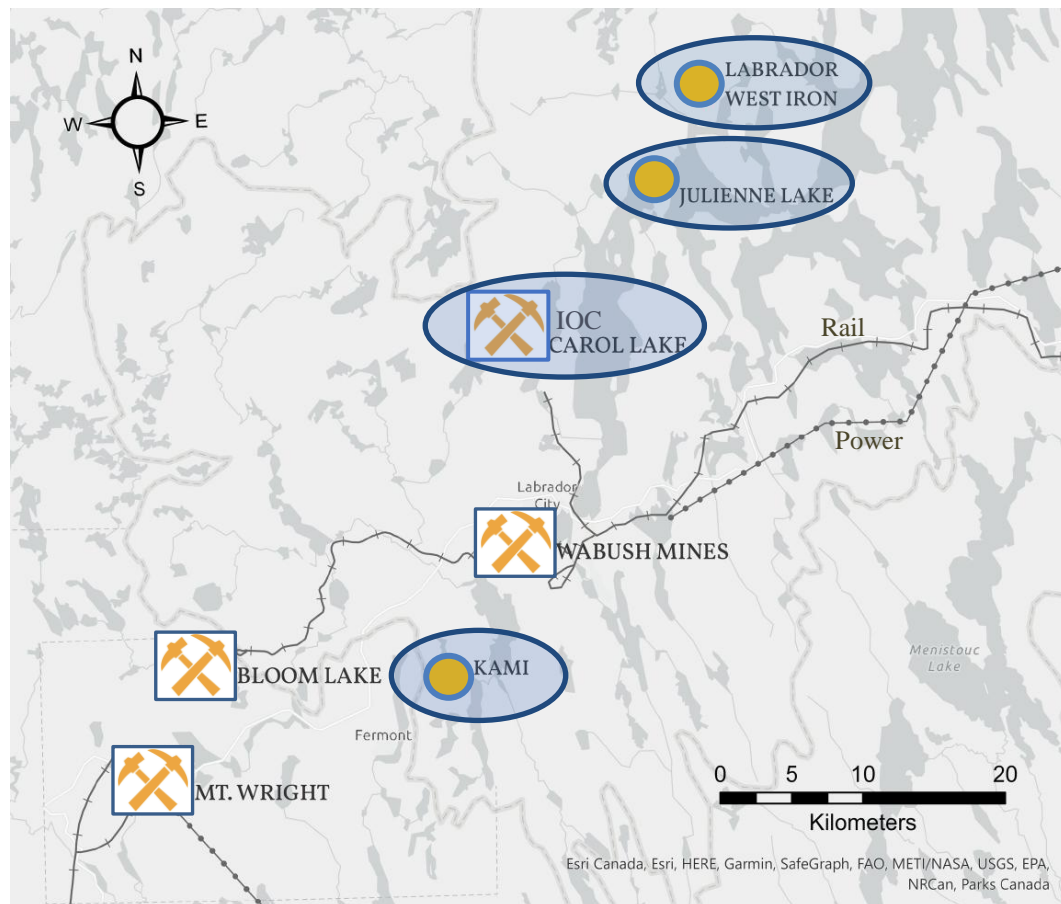 N
W
E
S
LABRADOR
WEST IRON
JULIENNE LAKE
IOC
CAROL LAKE
Rail
Power
Labrador
City
WABUSH MINES
BLOOM LAKE
KAMI
Menistouc
Lake
Fermont
MT. WRIGHT
0 5 10 20
Kilometers
Esri Canada, Esri, HERE, Garmin, SafeGraph, FAO, METI/NASA, USGS, EPA,
NRCan, Parks Canada